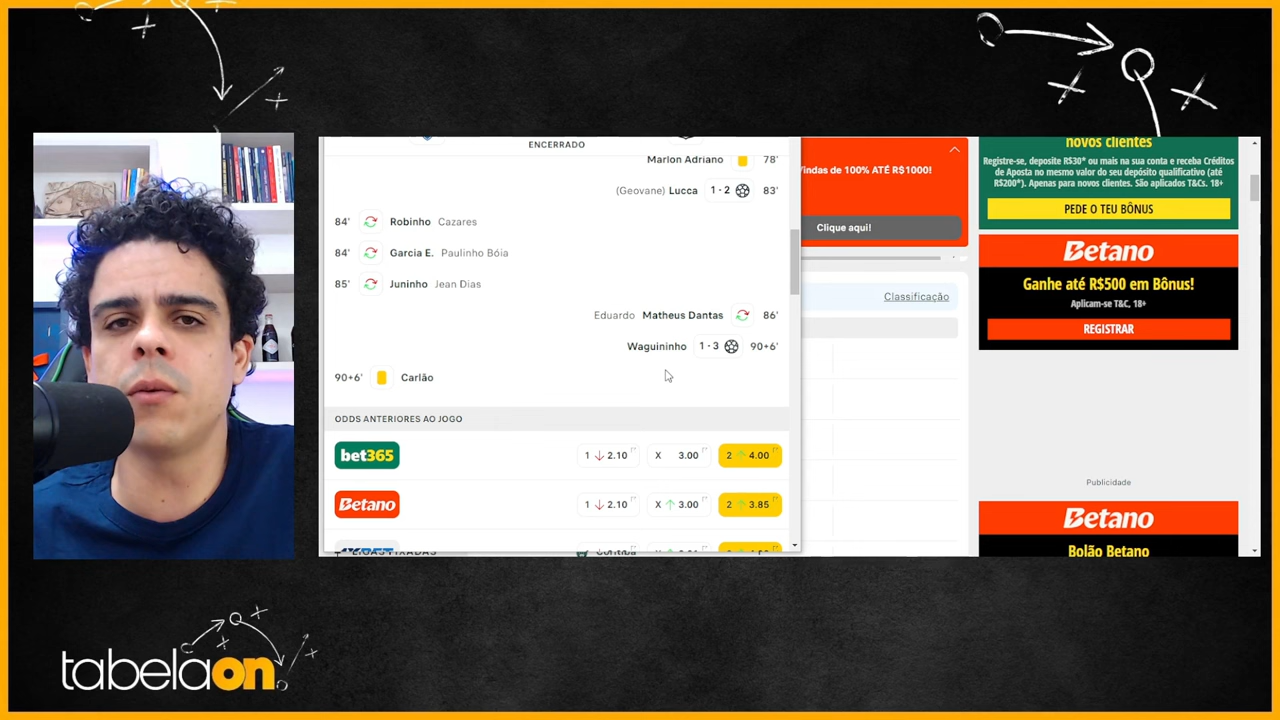 ENCERRADO
Marlon Adriano 78'
(Geovane) Lucca 1 - 2 83'
84' Robinho Cazares
84' Garcia E. Paulinho Bóia
85' Juninho Jean Dias
Eduardo Matheus Dantas 86'
Waguininho 1 - 3 90+6'
90+6' Carlão
ODDS ANTERIORES AO JOGO
bet365 1 2.10 X 3.00 2 4.00
Betano 1 2.10 X 3.00 2 3.85
indas de 100% ATÉ R$1000!
Clique aqui!
Classificação
novos clientes
Registre-se, deposite R$30* ou mais na sua conta e receba Créditos
de Aposta no mesmo valor do seu depósito qualificativo (até
R$200*). Apenas para novos clientes. São aplicados T&Cs. 18+
PEDE O TEU BÔNUS
Betano
Ganhe até R$500 em Bônus!
Aplicam-se T&C, 18+
REGISTRAR
Publicidade
Betano
Bolão Betano
tabelaon